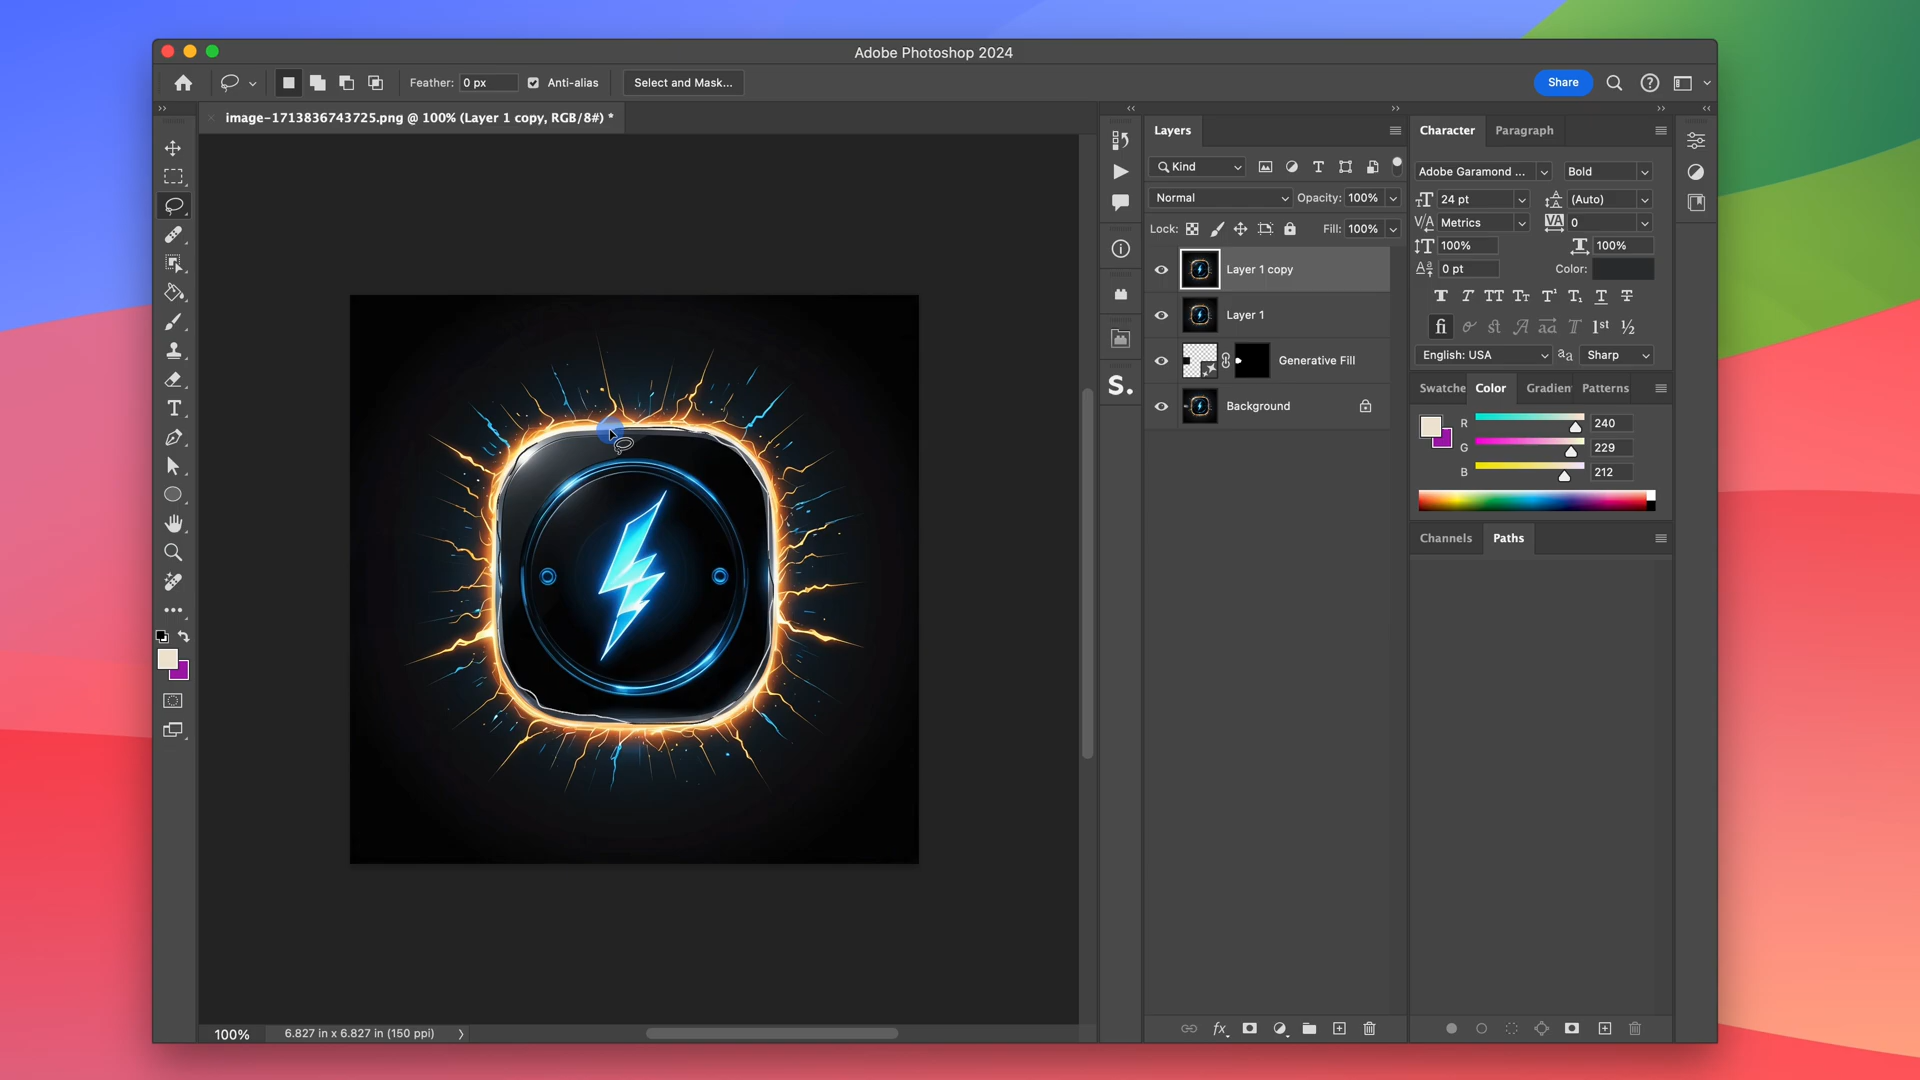 Adobe Photoshop 2024
Feather: 0 px Anti-alias Select and Mask... Share
image-1713836743725.png @ 100% (Layer 1 copy, RGB/8#) *
Layers
Kind
Normal Opacity: 100%
Lock: Fill: 100%
Layer 1 copy
Layer 1
Generative Fill
Background
S.
Character Paragraph
Adobe Garamond ... Bold
24 pt (Auto)
Metrics 0
100% 100%
0 pt Color:
English: USA Sharp
Swatche Color Gradien Patterns
R 240
G 229
B 212
Channels Paths
100% 6.827 in x 6.827 in (150 ppi)
fx